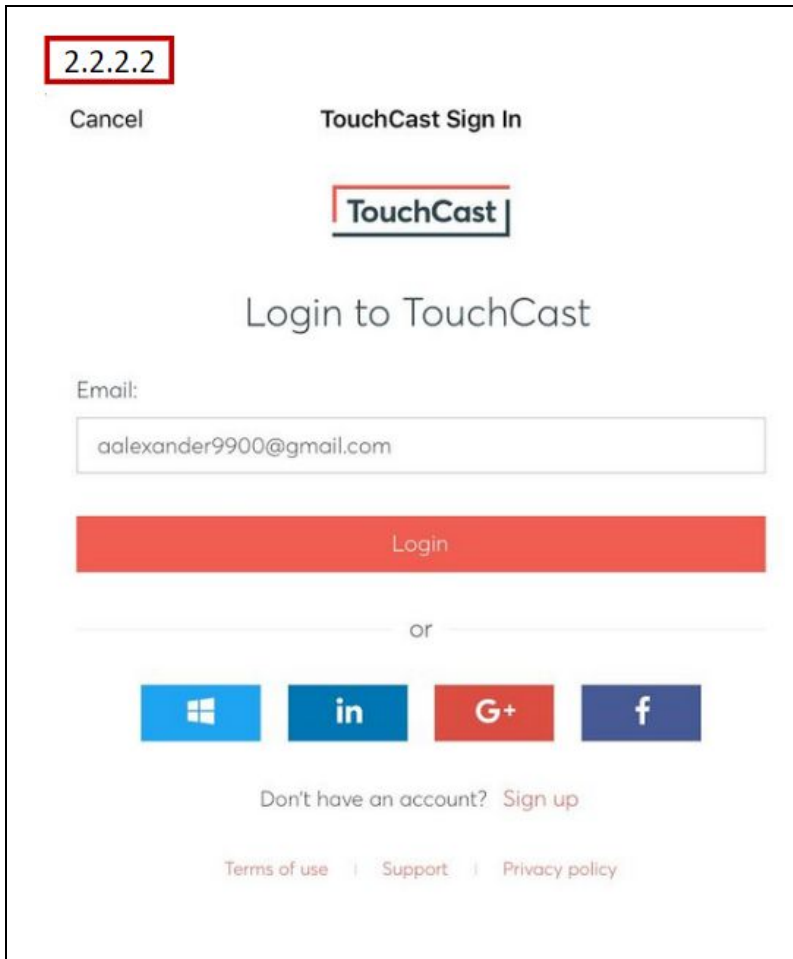 2.2.2.2
Cancel TouchCast Sign In
TouchCast
Login to TouchCast
Email:
aalexander9900@gmail.com
Login
or
in G+ f
Don't have an account? Sign up
Terms of use | Support | Privacy policy